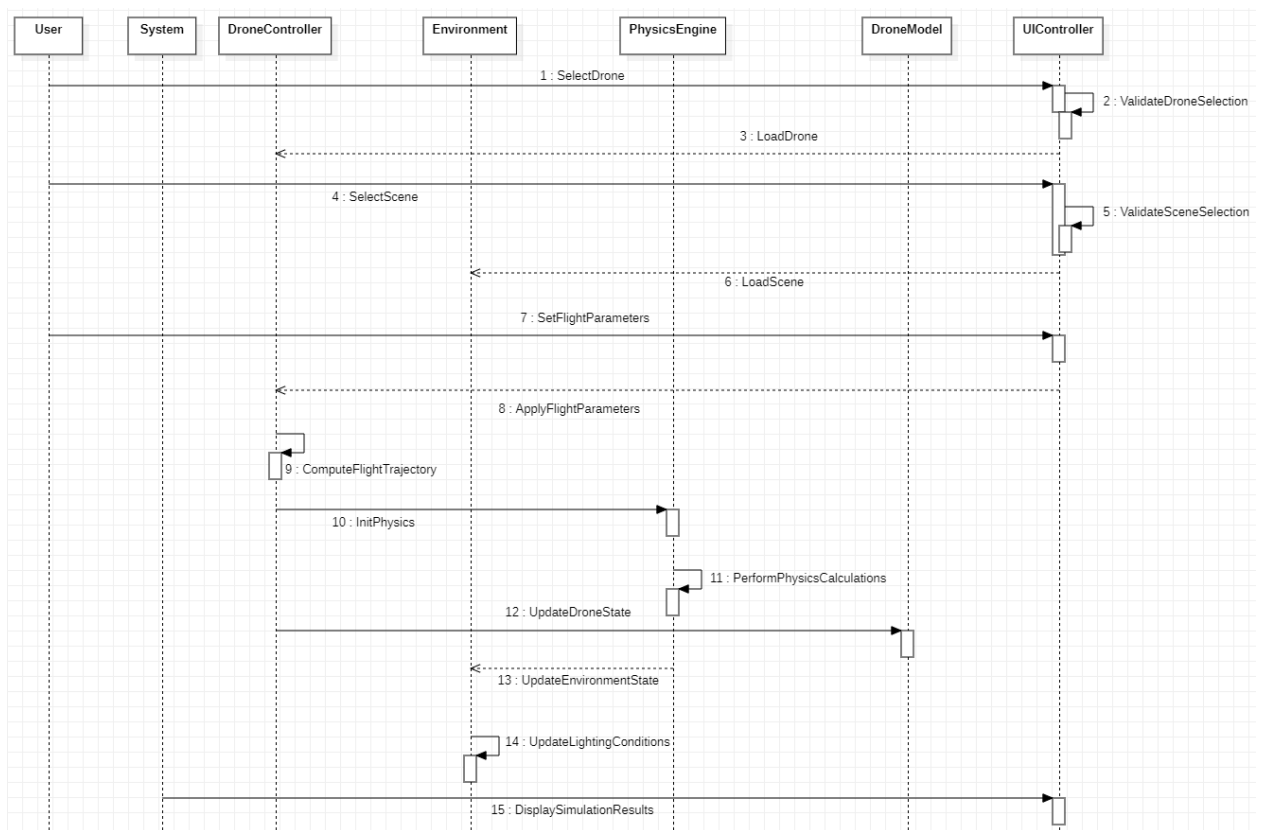 User
System
DroneController
Environment
PhysicsEngine
DroneModel
UIController
1 : SelectDrone
2 : ValidateDroneSelection
3 : LoadDrone
4 : SelectScene
5 : ValidateSceneSelection
6 : LoadScene
7 : SetFlightParameters
8 : ApplyFlightParameters
9 : ComputeFlightTrajectory
10 : InitPhysics
11 : PerformPhysicsCalculations
12 : UpdateDroneState
13 : UpdateEnvironmentState
14 : UpdateLightingConditions
15 : DisplaySimulationResults